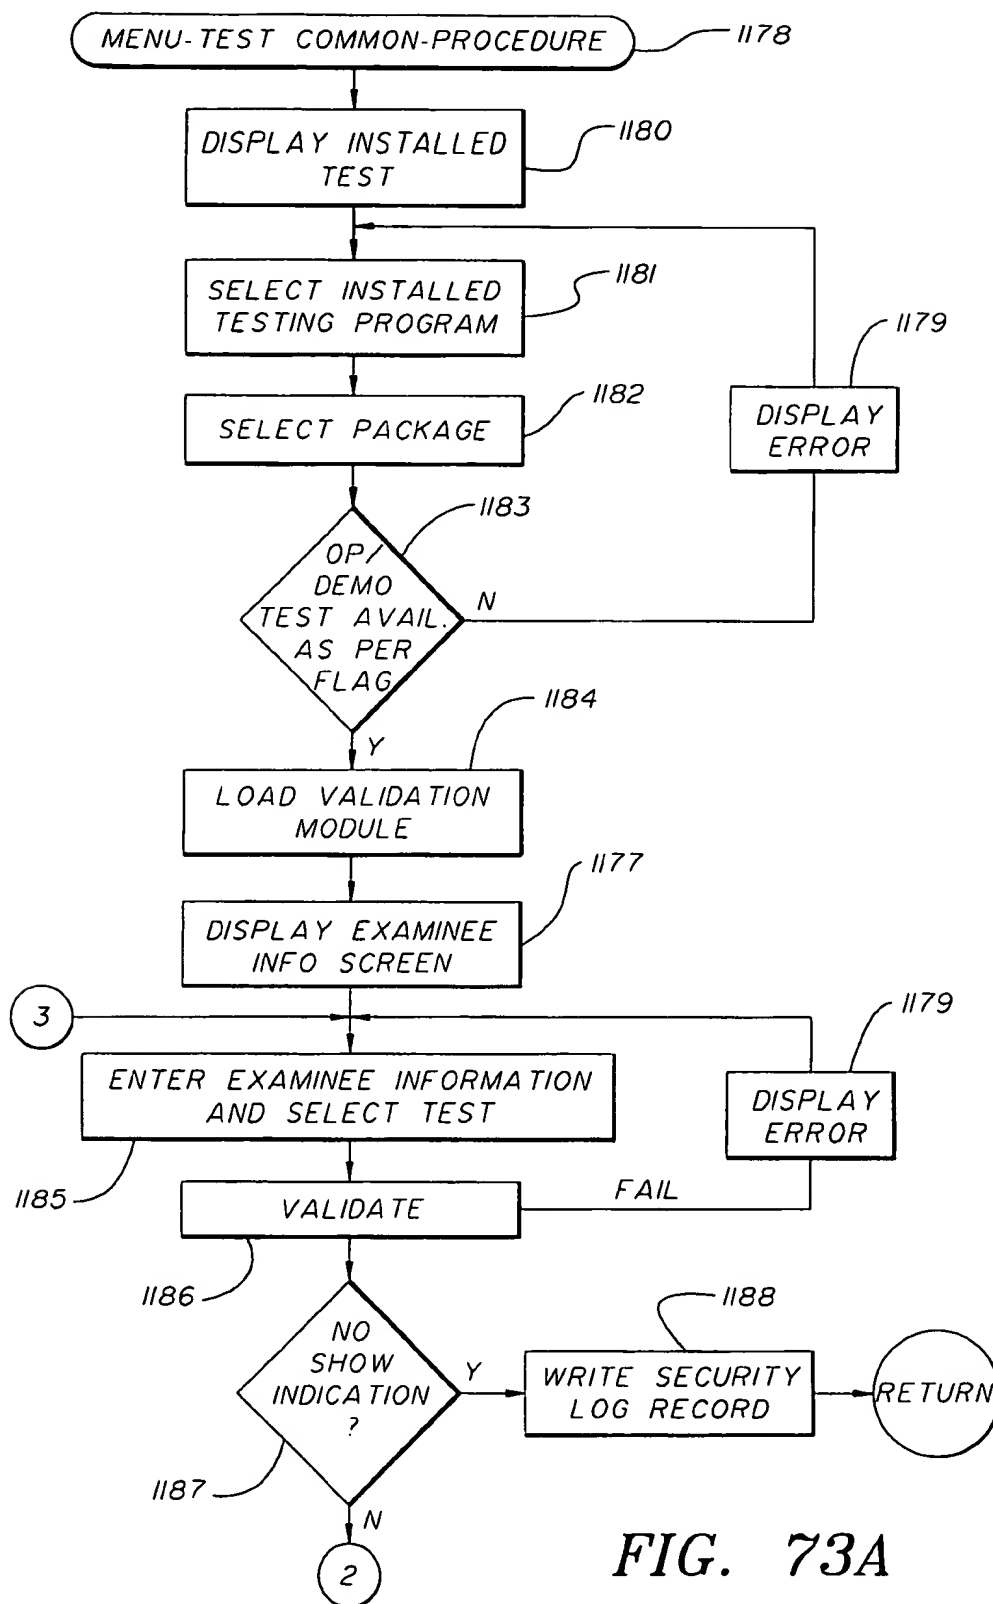 MENU-TEST COMMON-PROCEDURE
1178
DISPLAY INSTALLED
TEST
1180
SELECT INSTALLED
TESTING PROGRAM
1181
1179
DISPLAY
ERROR
SELECT PACKAGE
1182
OP/
DEMO
TEST AVAIL.
AS PER
FLAG
1183
N
Y
LOAD VALIDATION
MODULE
1184
DISPLAY EXAMINEE
INFO SCREEN
1177
3
1179
ENTER EXAMINEE INFORMATION
AND SELECT TEST
DISPLAY
ERROR
1185
VALIDATE
FAIL
1186
NO
SHOW
INDICATION
?
Y
1188
WRITE SECURITY
LOG RECORD
RETURN
1187
N
2
FIG. 73A